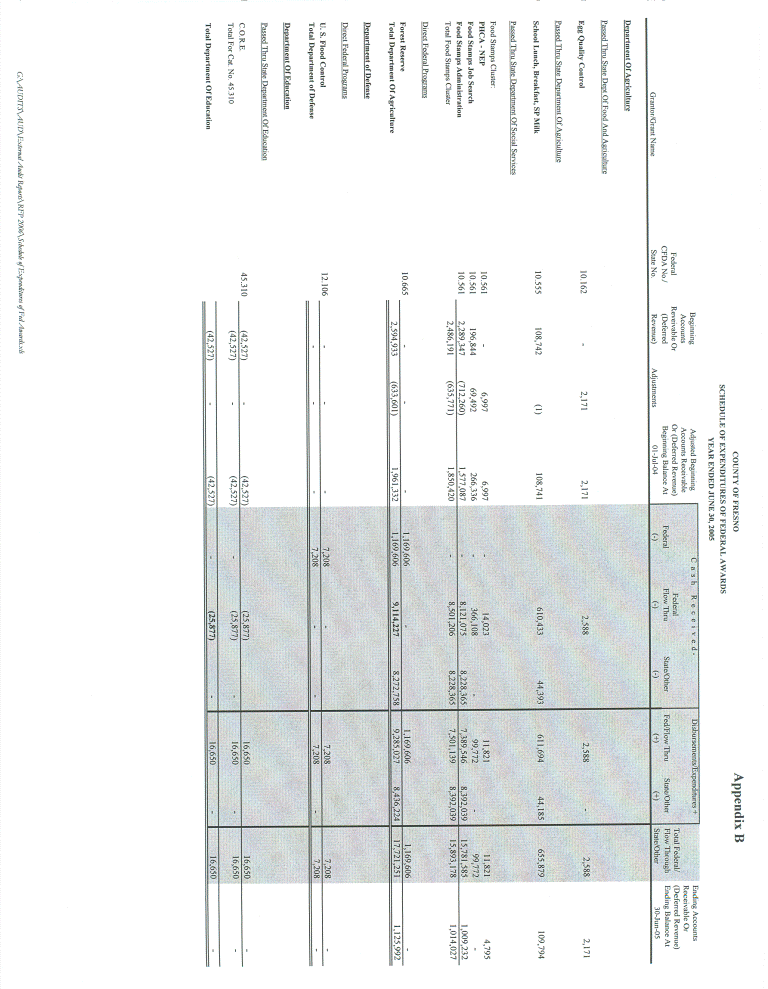 Appendix B
COUNTY OF FRESNO
SCHEDULE OF EXPENDITURES OF FEDERAL AWARDS
YEAR ENDED JUNE 30, 2005
Grantor/Grant Name
Federal CFDA No / State No.
Beginning Accounts Receivable Or (Deferred Revenue)
Adjustments
Adjusted Beginning Accounts Receivable Or (Deferred Revenue) Beginning Balance At 01-Jul-04
Cash Received -
Federal (-)
Federal Flow Thru (-)
State/Other (-)
Disbursements/Expenditures +
Fed/Flow Thru (+)
State/Other (+)
Total Federal/ Flow Through State/Other
Ending Accounts Receivable Or (Deferred Revenue) Ending Balance At 30-Jun-05
Department Of Agriculture
Passed Thru State Dept Of Food And Agriculture
Egg Quality Control 10.162 - 2,171 2,171 2,588 2,588 - 2,588 2,171
Passed Thru State Department Of Agriculture
School Lunch, Breakfast, SP Milk 10.555 108,742 (1) 108,741 610,433 44,393 611,694 44,185 655,879 109,794
Passed Thru State Department Of Social Services
Food Stamps Cluster:
PHCA - NEP 10.561 - 6,997 6,997 - 14,023 11,821 11,821 4,795
Food Stamps Job Search 10.561 196,844 69,492 266,336 - 366,108 - 99,772 99,772 -
Food Stamps Administration 10.561 2,289,347 (712,260) 1,577,087 - 8,121,075 8,228,365 7,389,546 8,392,039 15,781,585 1,009,232
Total Food Stamps Cluster 2,486,191 (635,771) 1,850,420 - 8,501,206 8,228,365 7,501,139 8,392,039 15,893,178 1,014,027
Direct Federal Programs
Forest Reserve 10.665 - - 1,169,606 - 1,169,606 1,169,606 -
Total Department Of Agriculture 2,594,933 (633,601) 1,961,332 1,169,606 9,114,227 8,272,758 9,285,027 8,436,224 17,721,251 1,125,992
Department of Defense
Direct Federal Programs
U. S. Flood Control 12.106 - - - 7,208 - 7,208 7,208 -
Total Department of Defense - - - 7,208 - - 7,208 - 7,208 -
Department Of Education
Passed Thru State Department Of Education
C.O.R.E. 45.310 (42,527) - (42,527) (25,877) 16,650 16,650 -
Total For Cat. No 45.310 (42,527) - (42,527) - (25,877) - 16,650 - 16,650 -
Total Department Of Education (42,527) - (42,527) - (25,877) - 16,650 - 16,650 -
G:\AUDITS\AUD\External Audit Reports\RFP 2006\Schedule of Expenditures of Fed Awards.xls